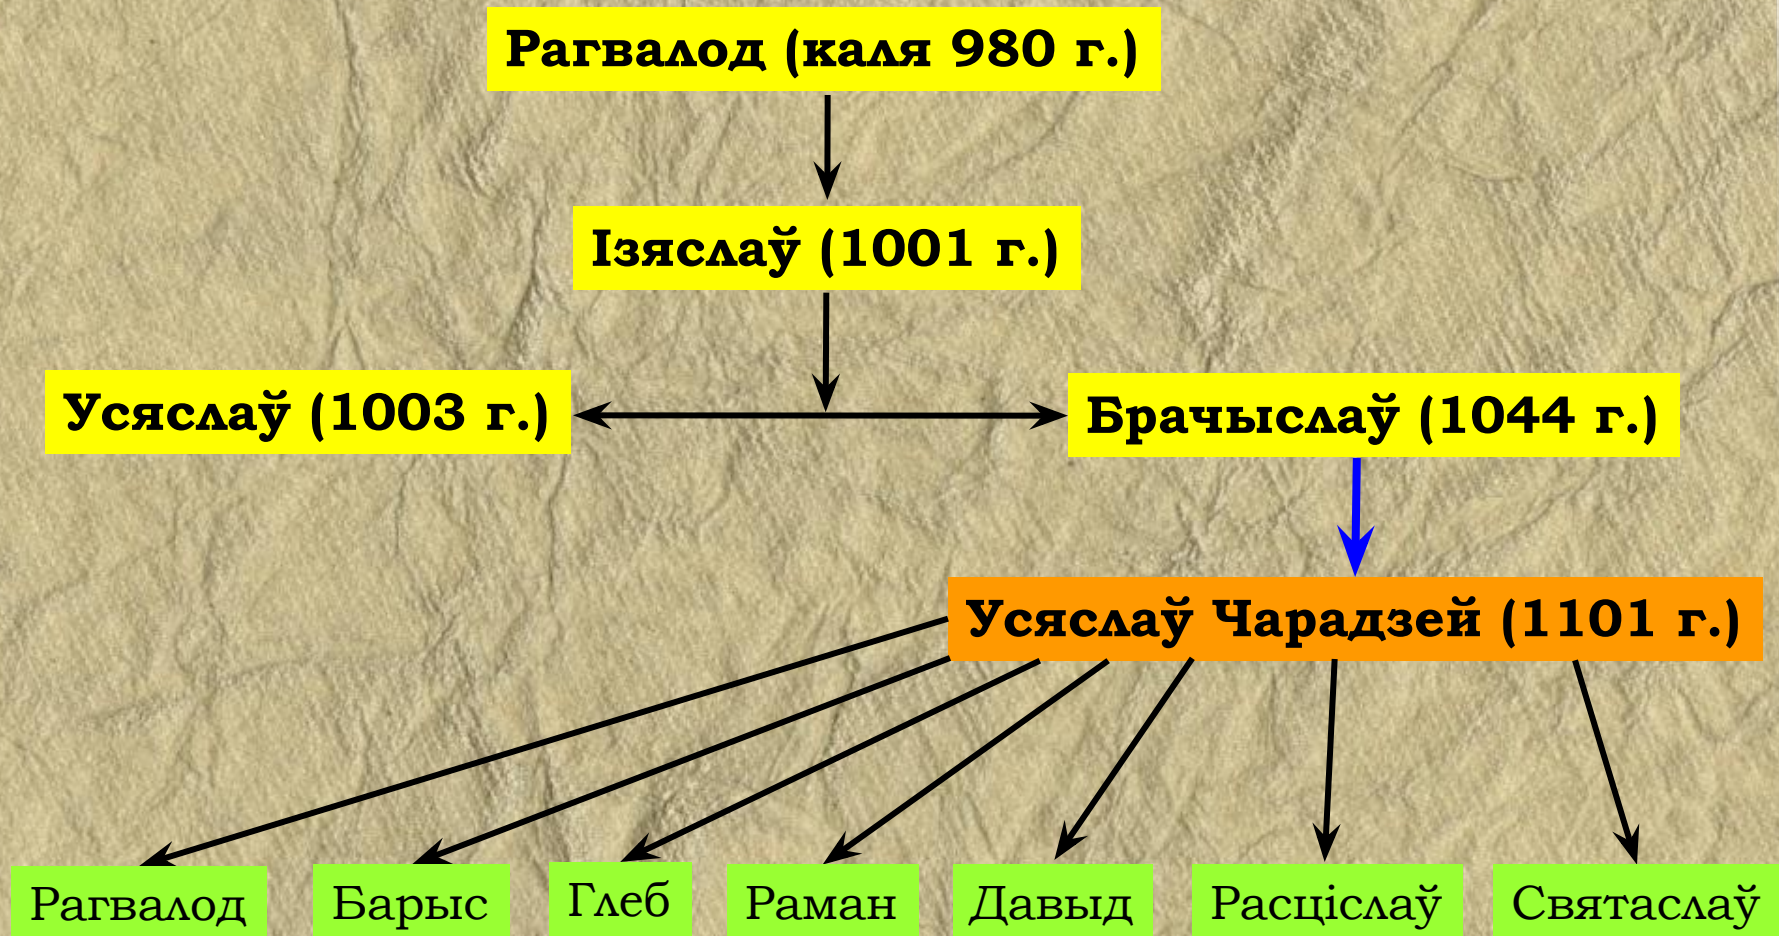 Рагвалод (каля 980 г.)
Ізяслаў (1001 г.)
Усяслаў (1003 г.)
Брачыслаў (1044 г.)
Усяслаў Чарадзей (1101 г.)
Рагвалод
Барыс
Глеб
Раман
Давыд
Расціслаў
Святаслаў